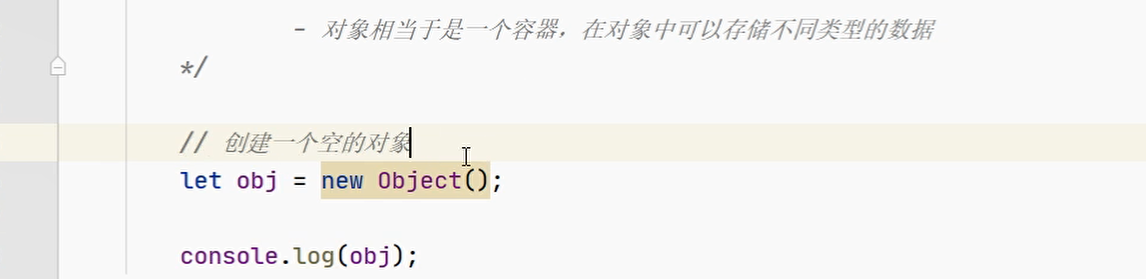 - 对象相当于是一个容器，在对象中可以存储不同类型的数据
*/
// 创建一个空的对象
let obj = new Object();
console.log(obj);